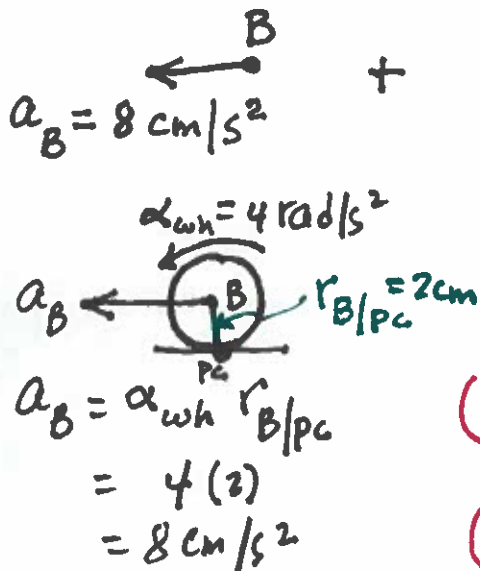 B
+
a_B = 8 cm/s²
α_wh = 4 rad/s²
a_B B r_B/PC = 2cm
PC
a_B = α_wh r_B/PC
= 4(2)
= 8 cm/s²
(
(